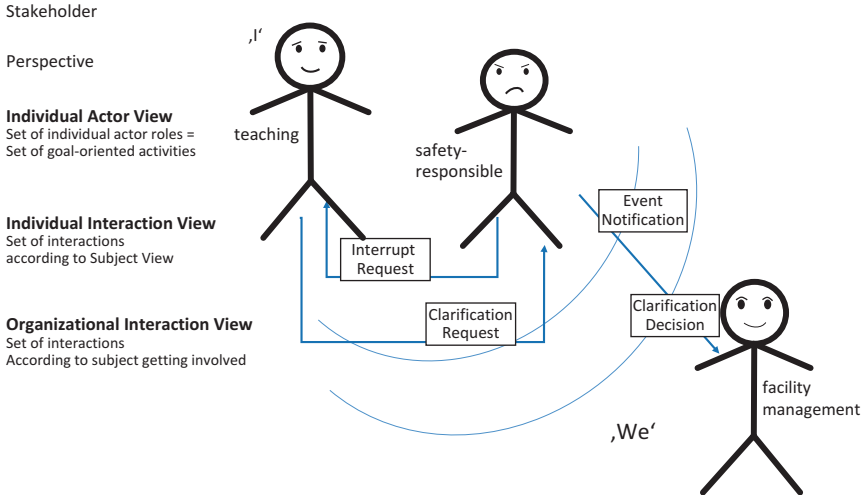 Stakeholder
Perspective
Individual Actor View
Set of individual actor roles =
Set of goal-oriented activities
Individual Interaction View
Set of interactions
according to Subject View
Organizational Interaction View
Set of interactions
According to subject getting involved
‚I‘
teaching
safety-
responsible
Interrupt
Request
Clarification
Request
Event
Notification
Clarification
Decision
facility
management
‚We‘